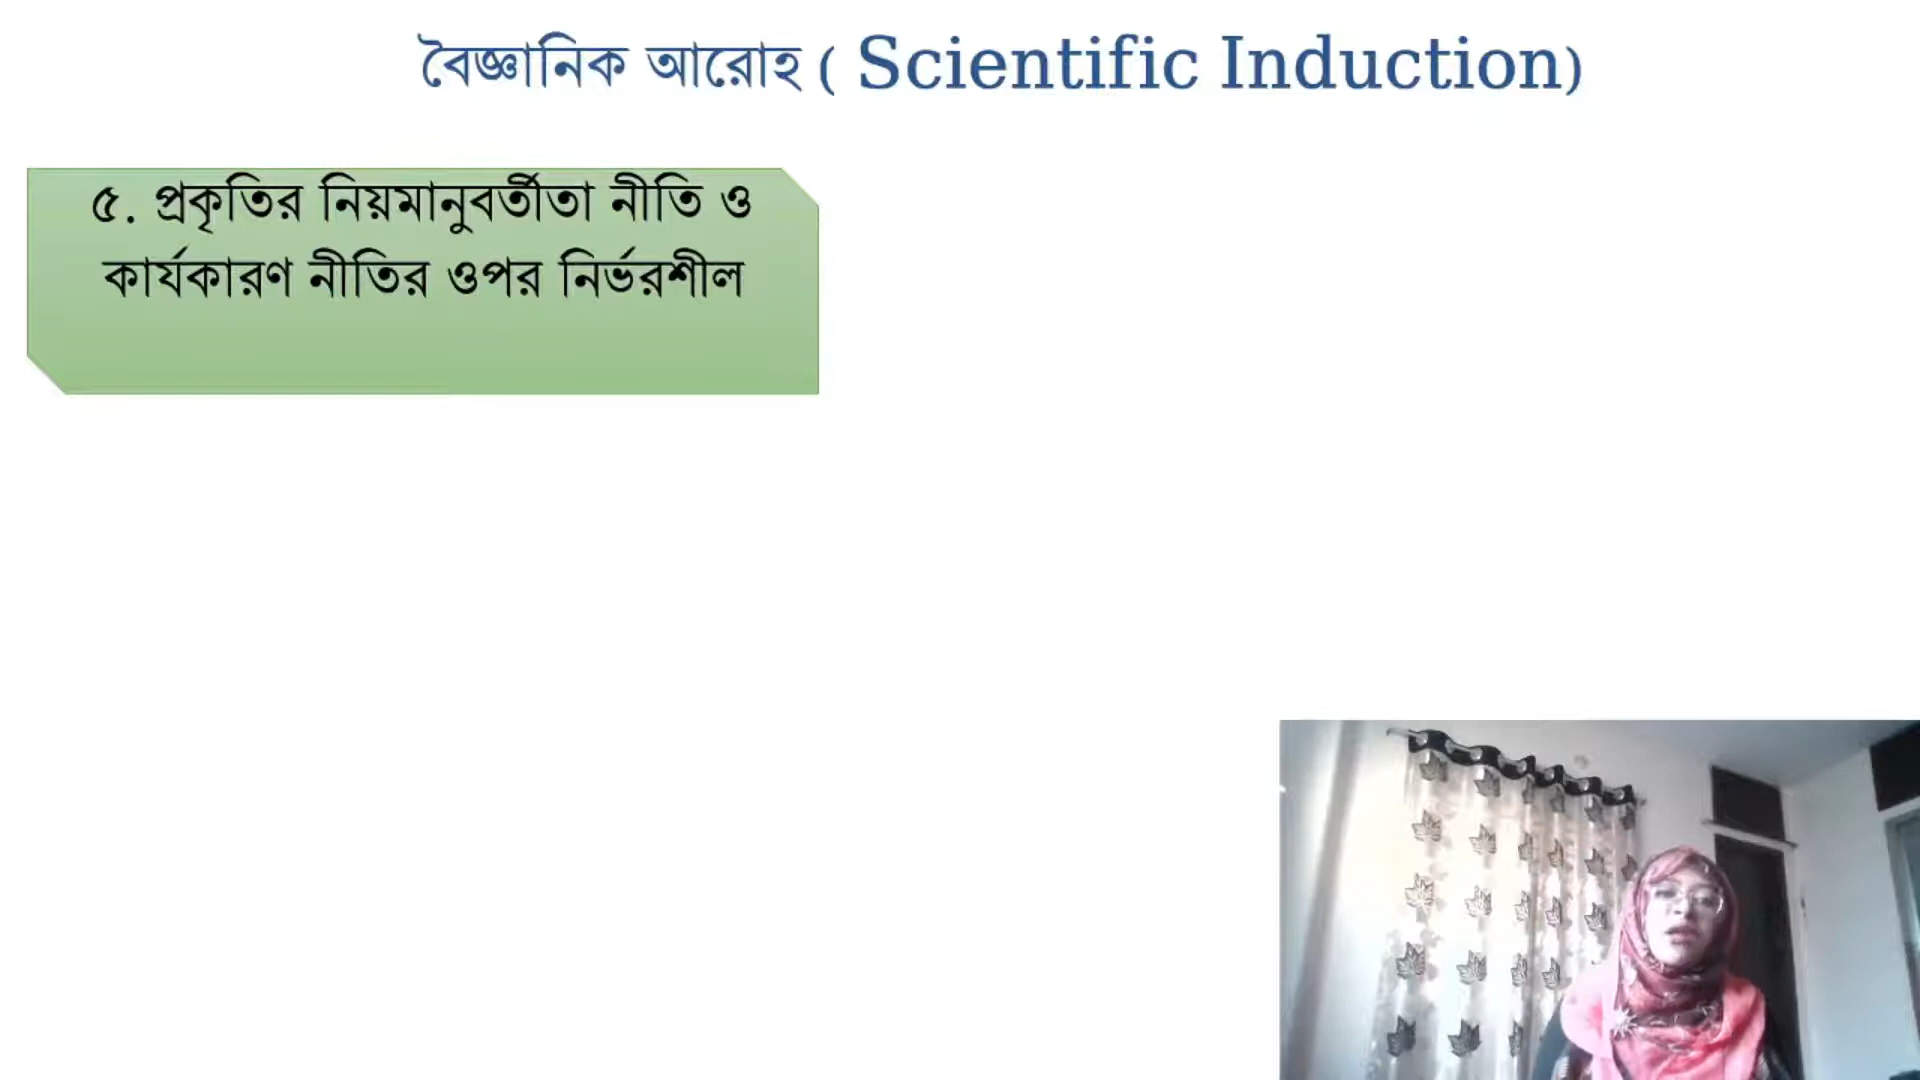 বৈজ্ঞানিক আরোহ ( Scientific Induction)
৫. প্রকৃতির নিয়মানুবর্তীতা নীতি ও
কার্যকারণ নীতির ওপর নির্ভরশীল